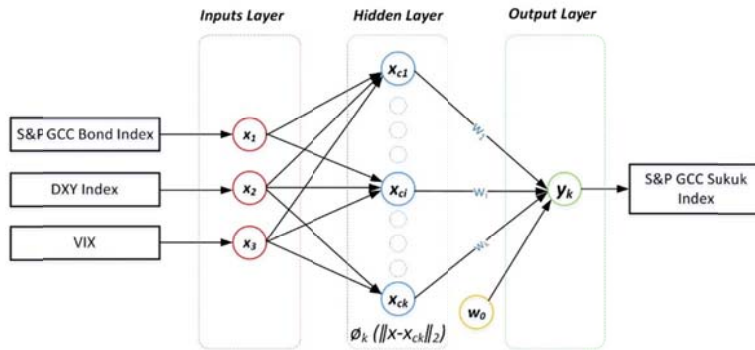 Inputs Layer
Hidden Layer
Output Layer
S&P GCC Bond Index
DXY Index
VIX
x1
x2
x3
xc1
xci
xck
øk (‖x-xck‖2)
wi
yk
w0
S&P GCC Sukuk
Index